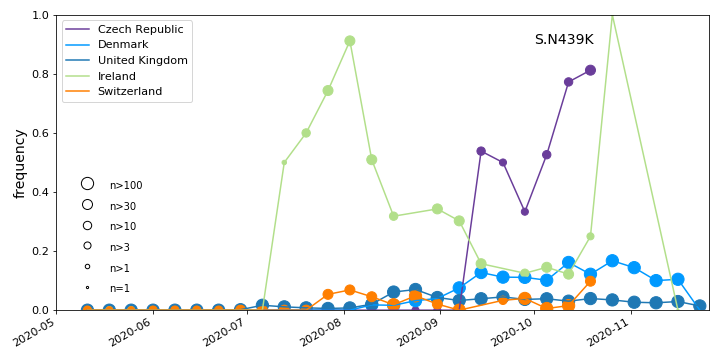 S.N439K
Czech Republic
Denmark
United Kingdom
Ireland
Switzerland
n>100
n>30
n>10
n>3
n>1
n=1
frequency
1.0
0.8
0.6
0.4
0.2
0.0
2020-05
2020-06
2020-07
2020-08
2020-09
2020-10
2020-11